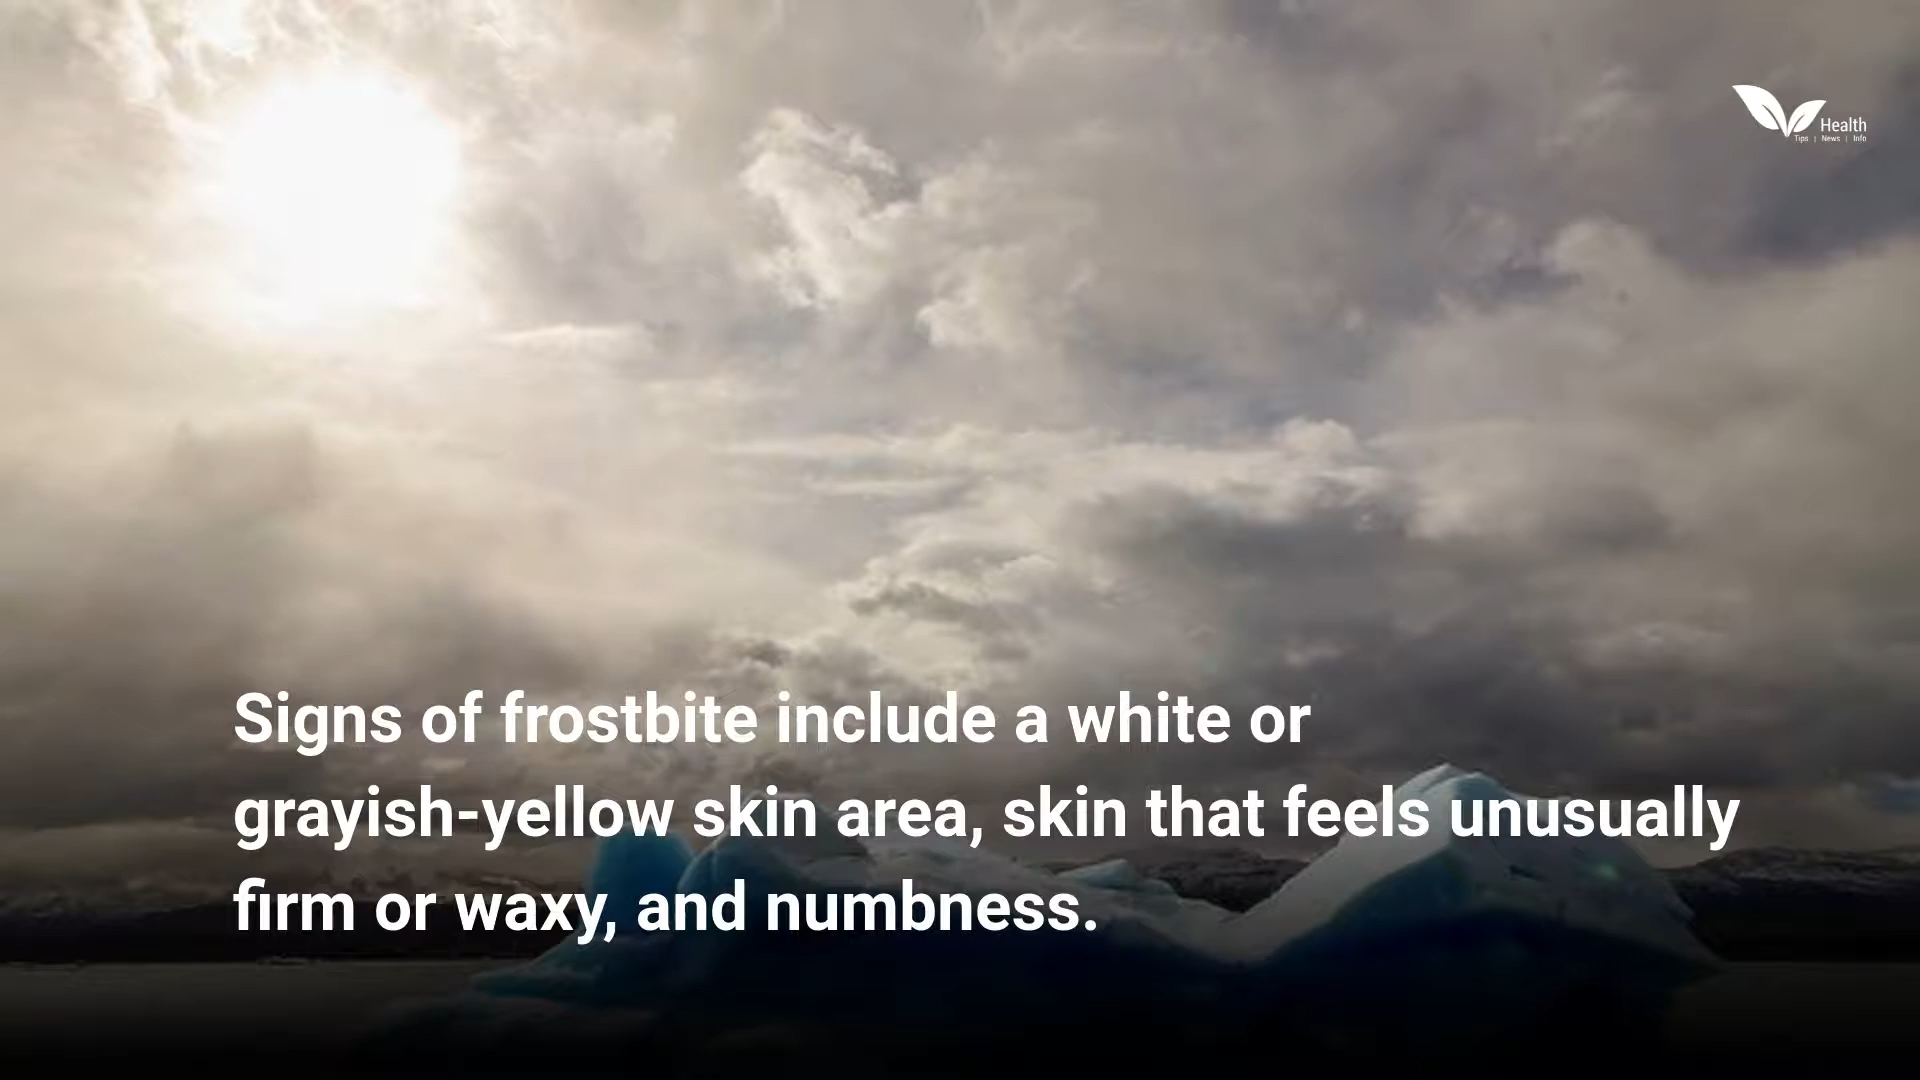 Health
Tips | News | Info
Signs of frostbite include a white or
grayish-yellow skin area, skin that feels unusually
firm or waxy, and numbness.